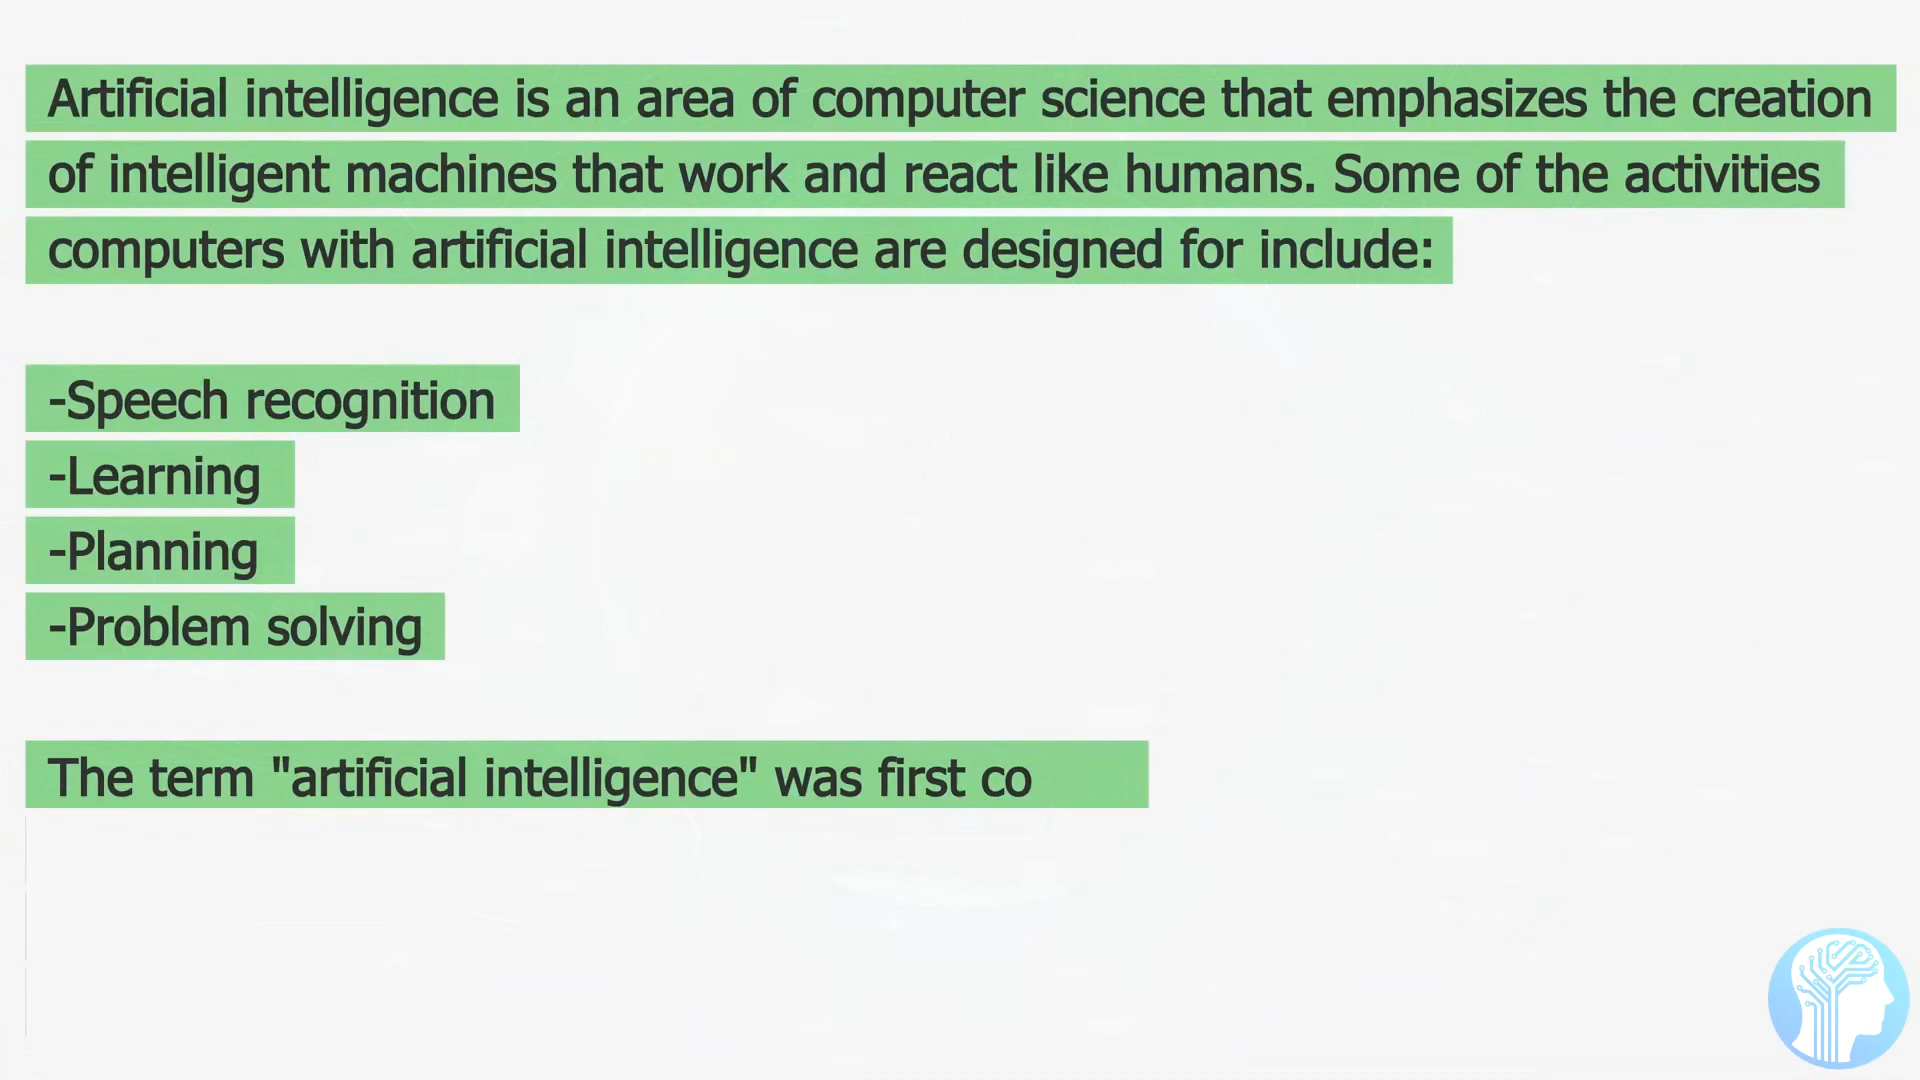 Artificial intelligence is an area of computer science that emphasizes the creation
of intelligent machines that work and react like humans. Some of the activities
computers with artificial intelligence are designed for include:
-Speech recognition
-Learning
-Planning
-Problem solving
The term "artificial intelligence" was first co